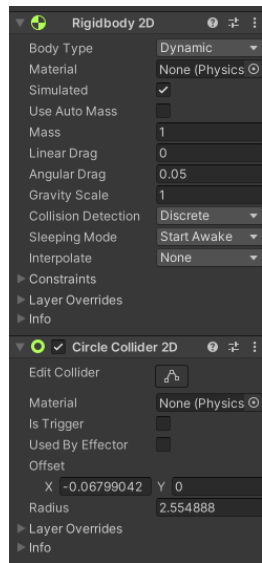 Rigidbody 2D
Body Type Dynamic
Material None (Physics
Simulated
Use Auto Mass
Mass 1
Linear Drag 0
Angular Drag 0.05
Gravity Scale 1
Collision Detection Discrete
Sleeping Mode Start Awake
Interpolate None
Constraints
Layer Overrides
Info
Circle Collider 2D
Edit Collider
Material None (Physics
Is Trigger
Used By Effector
Offset
X -0.06799042 Y 0
Radius 2.554888
Layer Overrides
Info